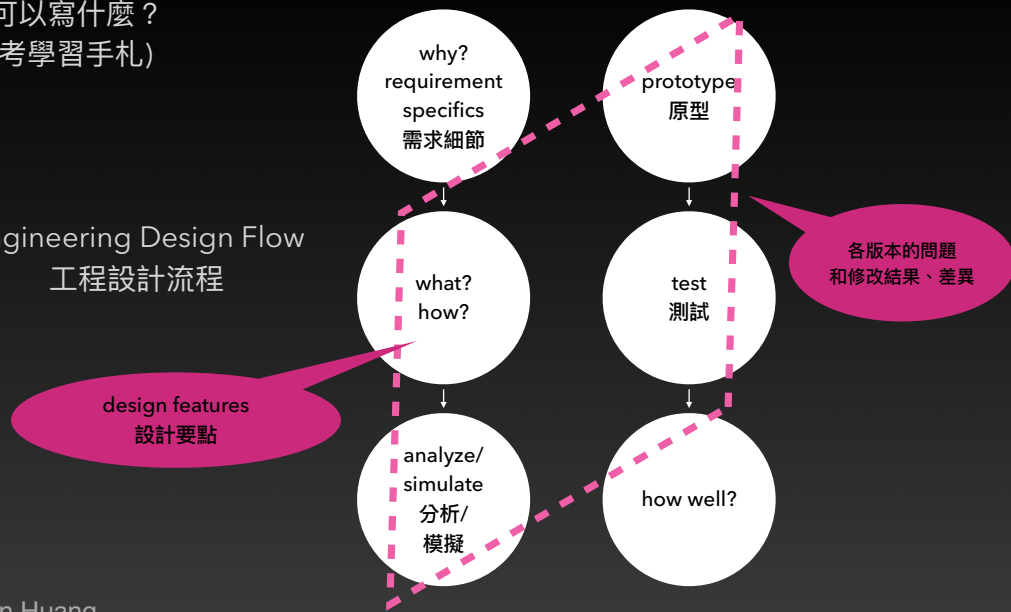 可以寫什麼？
考學習手札)
why?
requirement
specifics
需求細節
prototype
原型
ngineering Design Flow
工程設計流程
what?
how?
test
測試
各版本的問題
和修改結果、差異
design features
設計要點
analyze/
simulate
分析/
模擬
how well?
n Huang